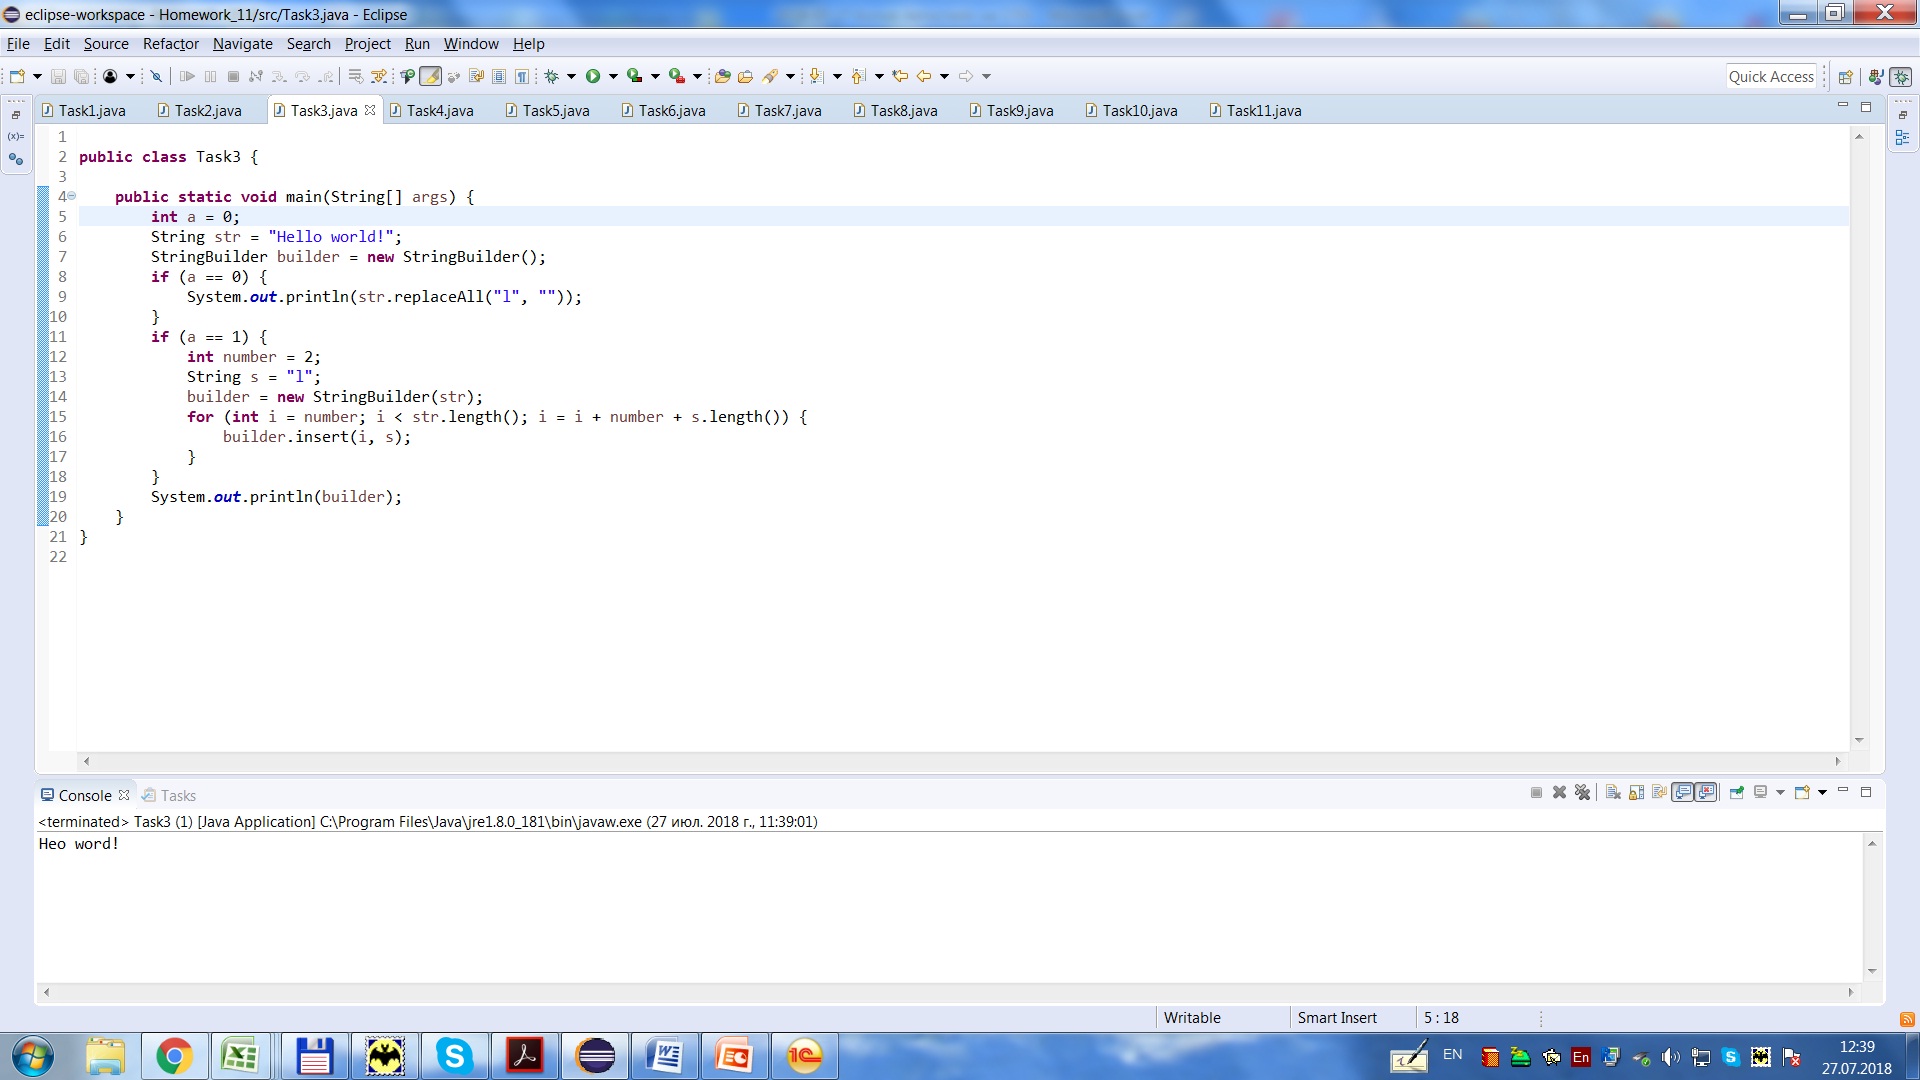 eclipse-workspace - Homework_11/src/Task3.java - Eclipse
File Edit Source Refactor Navigate Search Project Run Window Help
Quick Access
Task1.java Task2.java Task3.java Task4.java Task5.java Task6.java Task7.java Task8.java Task9.java Task10.java Task11.java
1
2 public class Task3 {
3
4     public static void main(String[] args) {
5         int a = 0;
6         String str = "Hello world!";
7         StringBuilder builder = new StringBuilder();
8         if (a == 0) {
9             System.out.println(str.replaceAll("l", ""));
10         }
11         if (a == 1) {
12             int number = 2;
13             String s = "l";
14             builder = new StringBuilder(str);
15             for (int i = number; i < str.length(); i = i + number + s.length()) {
16                 builder.insert(i, s);
17             }
18         }
19         System.out.println(builder);
20     }
21 }
22
Console Tasks
<terminated> Task3 (1) [Java Application] C:\Program Files\Java\jre1.8.0_181\bin\javaw.exe (27 июл. 2018 г., 11:39:01)
Heo word!
Writable Smart Insert 5 : 18
EN En 12:39
27.07.2018